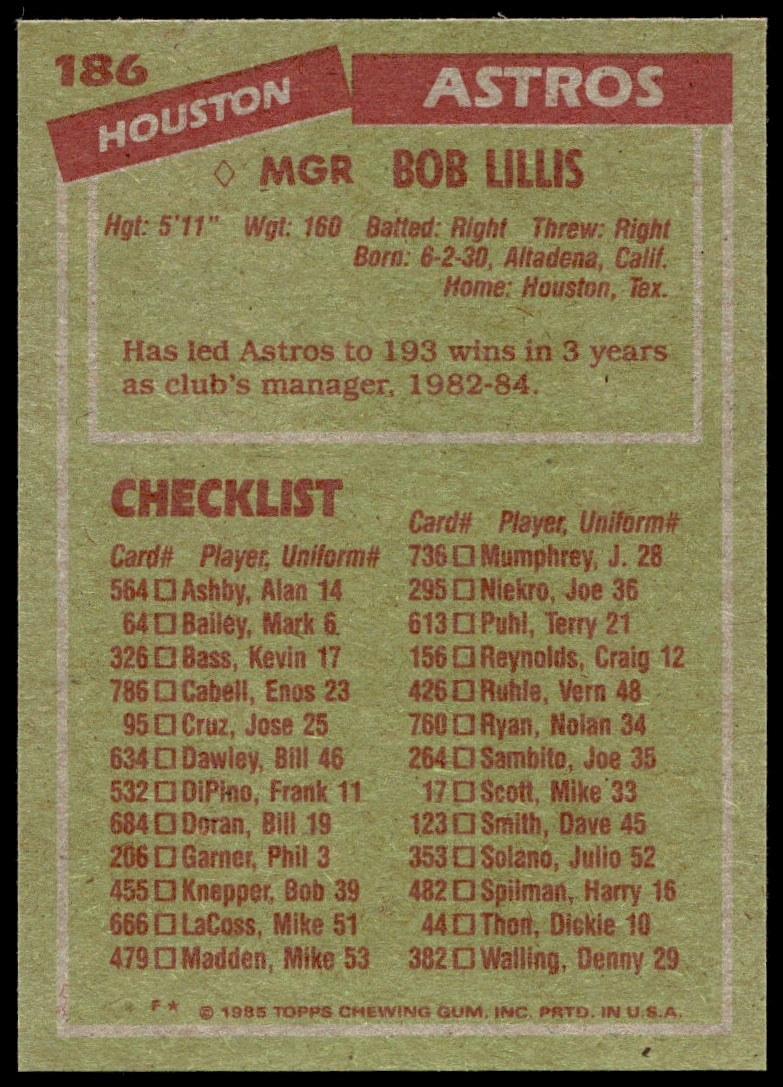 186
HOUSTON
ASTROS
◇ MGR BOB LILLIS
Hgt: 5'11" Wgt: 160 Batted: Right Threw: Right
Born: 6-2-30, Altadena, Calif.
Home: Houston, Tex.
Has led Astros to 193 wins in 3 years
as club's manager, 1982-84.
CHECKLIST
Card# Player, Uniform#
564 □ Ashby, Alan 14
64 □ Bailey, Mark 6
326 □ Bass, Kevin 17
786 □ Cabell, Enos 23
95 □ Cruz, Jose 25
634 □ Dawley, Bill 46
532 □ DiPino, Frank 11
684 □ Doran, Bill 19
206 □ Garner, Phil 3
455 □ Knepper, Bob 39
666 □ LaCoss, Mike 51
479 □ Madden, Mike 53
Card# Player, Uniform#
736 □ Mumphrey, J. 28
295 □ Niekro, Joe 36
613 □ Puhl, Terry 21
156 □ Reynolds, Craig 12
426 □ Ruhle, Vern 48
760 □ Ryan, Nolan 34
264 □ Sambito, Joe 35
17 □ Scott, Mike 33
123 □ Smith, Dave 45
353 □ Solano, Julio 52
482 □ Spilman, Harry 16
44 □ Thon, Dickie 10
382 □ Walling, Denny 29
* F★ © 1985 TOPPS CHEWING GUM, INC. PRTD. IN U.S.A.